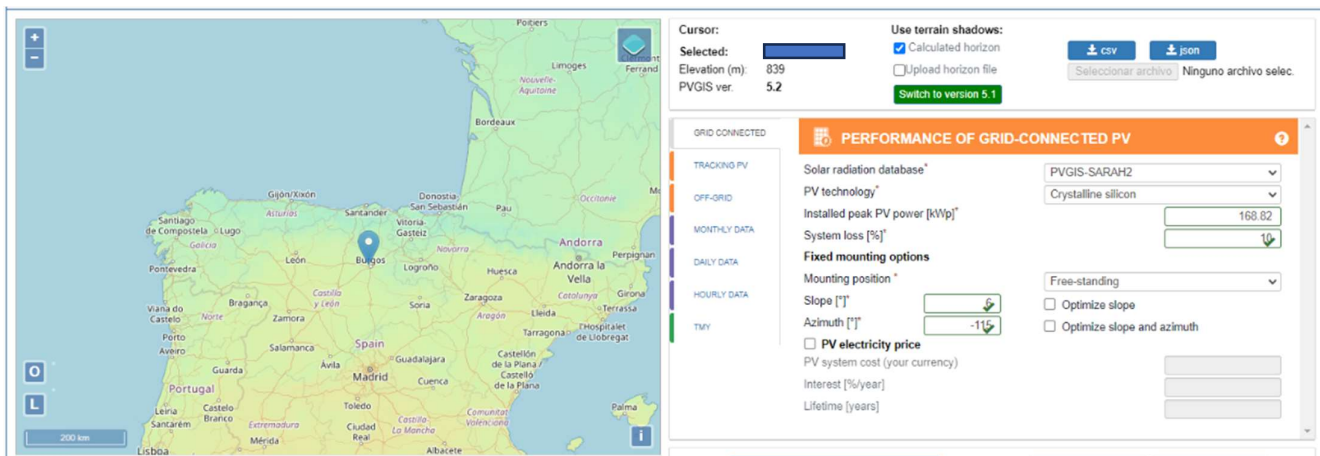 +
−
Poitiers
Limoges
Clermont
Ferrand
Nouvelle-
Aquitaine
Bordeaux
Gijón/Xixón
Donostia-
San Sebastián
Pau
Occitanie
Santiago
de Compostela
Lugo
Asturias
Santander
Vitoria-
Gasteiz
Galicia
León
Burgos
Navarra
Logroño
Huesca
Andorra
Andorra la
Vella
Perpignan
Pontevedra
Viana do
Castelo
Norte
Bragança
Castilla
y León
Soria
Zaragoza
Catalunya
Girona
Zamora
Aragón
Lleida
Terrassa
Porto
Aveiro
Salamanca
Spain
Tarragona
l'Hospitalet
de Llobregat
Guarda
Ávila
Guadalajara
Madrid
Cuenca
Castellón
de la Plana /
Castelló
de la Plana
Portugal
Leiria
Castelo
Branco
Toledo
Palma
Santarém
Extremadura
Ciudad
Real
Castilla-
La Mancha
Comunitat
Valenciana
Mérida
Lisboa
Albacete
O
L
200 km
i
Cursor:
Selected:
Elevation (m): 839
PVGIS ver. 5.2
Use terrain shadows:
Calculated horizon
Upload horizon file
Switch to version 5.1
csv json
Seleccionar archivo Ninguno archivo selec.
GRID CONNECTED
TRACKING PV
OFF-GRID
MONTHLY DATA
DAILY DATA
HOURLY DATA
TMY
PERFORMANCE OF GRID-CONNECTED PV ?
Solar radiation database* PVGIS-SARAH2
PV technology* Crystalline silicon
Installed peak PV power [kWp]* 168.82
System loss [%]* 10
Fixed mounting options
Mounting position * Free-standing
Slope [°]* 6 Optimize slope
Azimuth [°]* -115 Optimize slope and azimuth
PV electricity price
PV system cost (your currency)
Interest [%/year]
Lifetime [years]